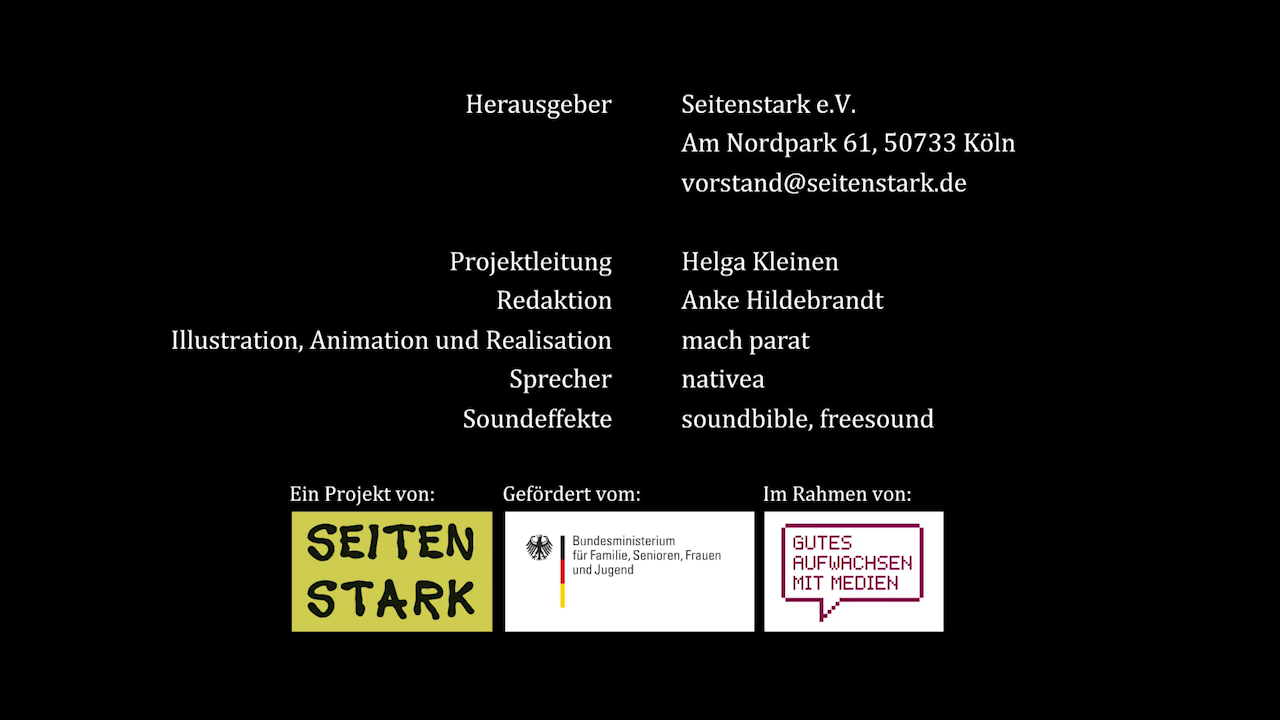 Herausgeber Seitenstark e.V.
Am Nordpark 61, 50733 Köln
vorstand@seitenstark.de
Projektleitung Helga Kleinen
Redaktion Anke Hildebrandt
Illustration, Animation und Realisation mach parat
Sprecher nativea
Soundeffekte soundbible, freesound
Ein Projekt von:
SEITEN
STARK
Gefördert vom:
Bundesministerium
für Familie, Senioren, Frauen
und Jugend
Im Rahmen von:
GUTES
AUFWACHSEN
MIT MEDIEN